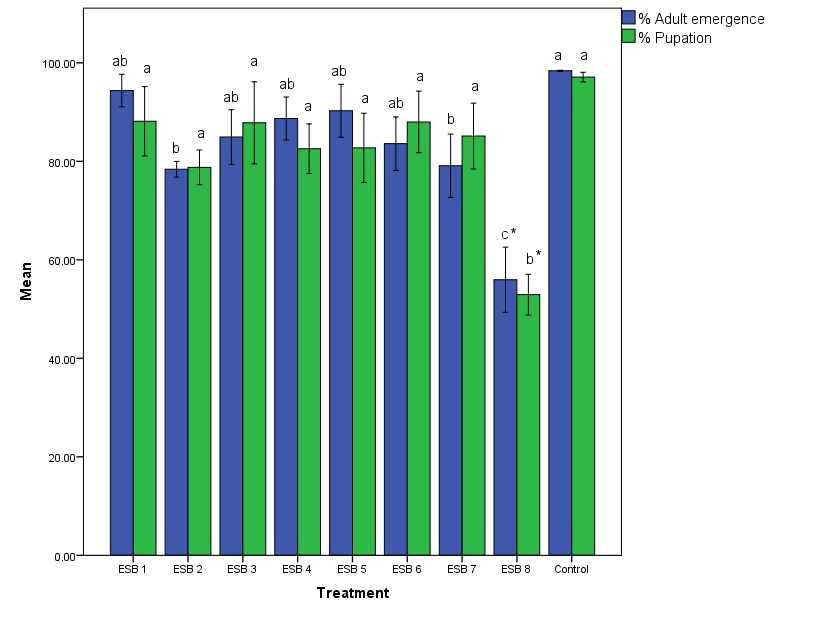 % Adult emergence
% Pupation
Mean
100.00
80.00
60.00
40.00
20.00
0.00
ab a
b a
ab a
ab a
ab a
ab a
b a
c* b*
a a
ESB 1 ESB 2 ESB 3 ESB 4 ESB 5 ESB 6 ESB 7 ESB 8 Control
Treatment